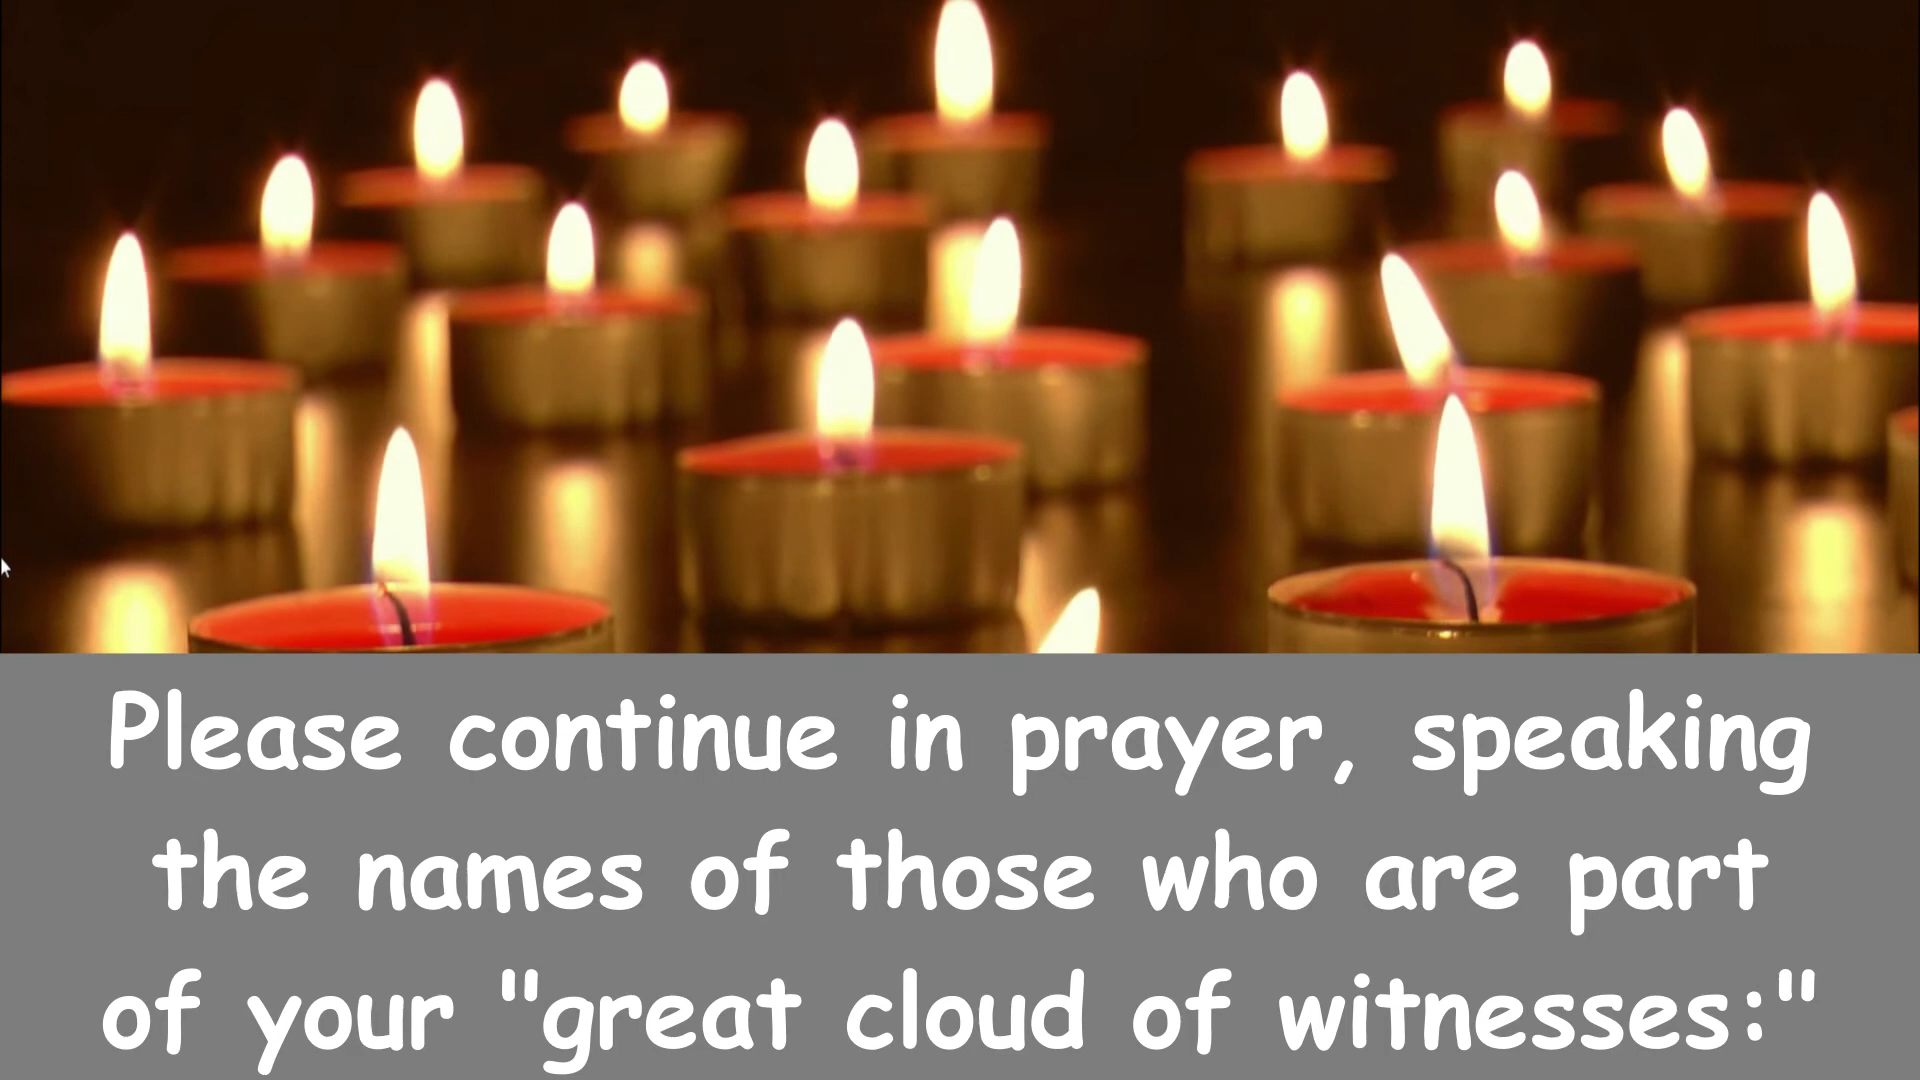 Please continue in prayer, speaking
the names of those who are part
of your "great cloud of witnesses:"